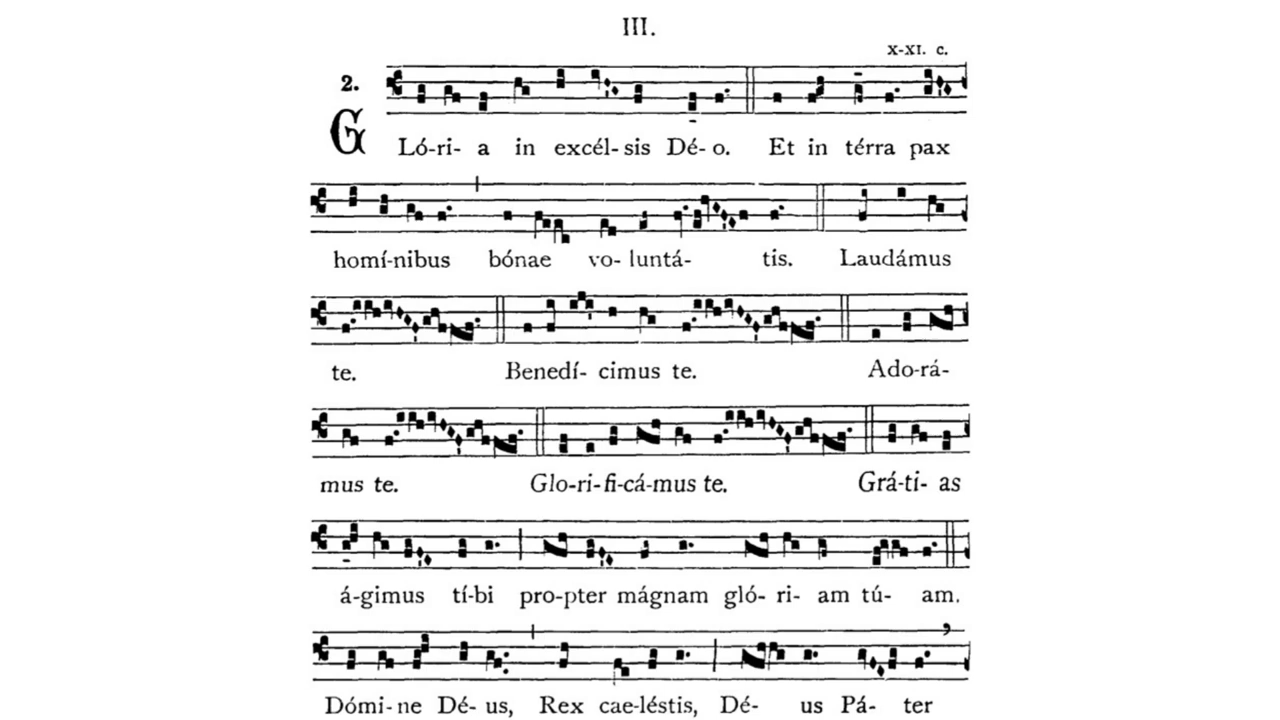 III.
X-XI. C.
2.
GLÓ-ri- a in excél- sis Dé- o. Et in térra pax
homí-nibus bónae vo- luntá- tis. Laudámus
te. Benedí- cimus te. Ado-rá-
mus te. Glo-ri-fi-cá-mus te. Grá-ti- as
á-gimus tí-bi pro-pter mágnam gló- ri- am tú- am.
Dómi- ne Dé- us, Rex cae-léstis, Dé- us Pá- ter